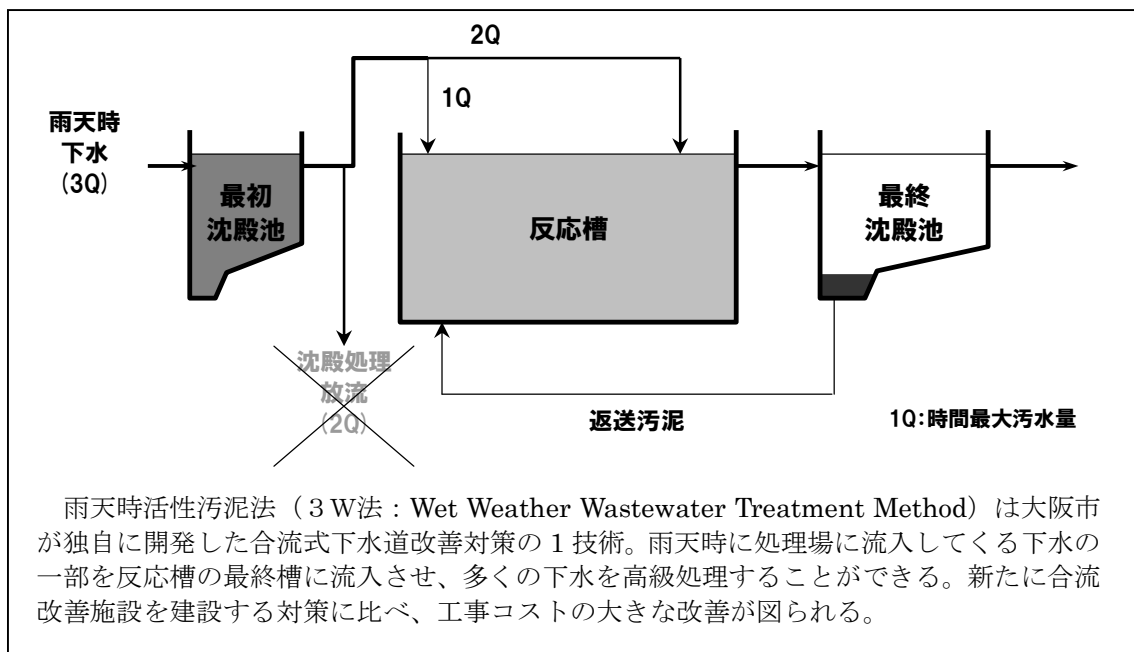 2Q
1Q
雨天時
下水
(3Q)
最初
沈殿池
反応槽
最終
沈殿池
沈殿処理
放流
(2Q)
返送汚泥
1Q:時間最大汚水量
雨天時活性汚泥法（３W法：Wet Weather Wastewater Treatment Method）は大阪市
が独自に開発した合流式下水道改善対策の１技術。雨天時に処理場に流入してくる下水の
一部を反応槽の最終槽に流入させ、多くの下水を高級処理することができる。新たに合流
改善施設を建設する対策に比べ、工事コストの大きな改善が図られる。